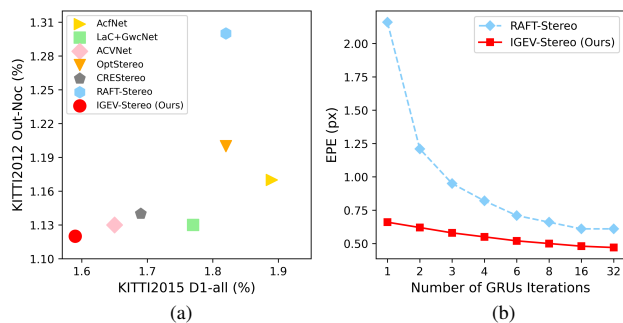 AcfNet
LaC+GwcNet
ACVNet
OptStereo
CREStereo
RAFT-Stereo
IGEV-Stereo (Ours)
KITTI2012 Out-Noc (%)
1.31
1.25
1.22
1.19
1.16
1.13
1.10
1.6 1.7 1.8 1.9
KITTI2015 D1-all (%)
(a)
RAFT-Stereo
IGEV-Stereo (Ours)
EPE (px)
2.00
1.75
1.50
1.25
1.00
0.75
0.50
1 2 3 4 6 8 16 32
Number of GRUs Iterations
(b)